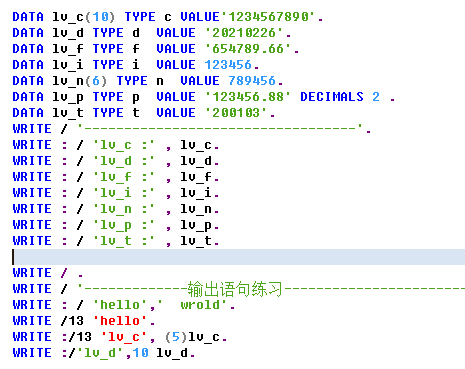 DATA lv_c(10) TYPE c VALUE'1234567890'.
DATA lv_d TYPE d  VALUE '20210226'.
DATA lv_f TYPE f  VALUE '654789.66'.
DATA lv_i TYPE i  VALUE 123456.
DATA lv_n(6) TYPE n  VALUE 789456.
DATA lv_p TYPE p  VALUE '123456.88' DECIMALS 2 .
DATA lv_t TYPE t  VALUE '200103'.
WRITE / '----------------------------------'.
WRITE : / 'lv_c :' , lv_c.
WRITE : / 'lv_d :' , lv_d.
WRITE : / 'lv_f :' , lv_f.
WRITE : / 'lv_i :' , lv_i.
WRITE : / 'lv_n :' , lv_n.
WRITE : / 'lv_p :' , lv_p.
WRITE : / 'lv_t :' , lv_t.
WRITE / .
WRITE / '-------------输出语句练习-----------------------
WRITE : / 'hello','  wrold'.
WRITE /13 'hello'.
WRITE :/13 'lv_c', (5)lv_c.
WRITE :/'lv_d',10 lv_d.